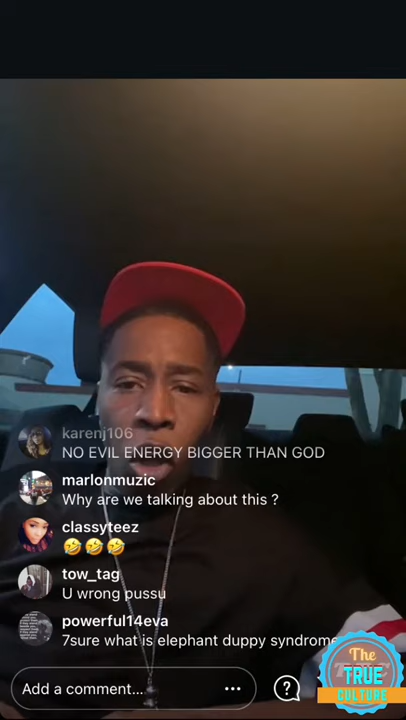 karenj106
NO EVIL ENERGY BIGGER THAN GOD
marlonmuzic
Why are we talking about this ?
classyteez
🤣🤣🤣
tow_tag
U wrong pussu
powerful14eva
7sure what is elephant duppy syndrome
Add a comment...
The
TRUE
CULTURE